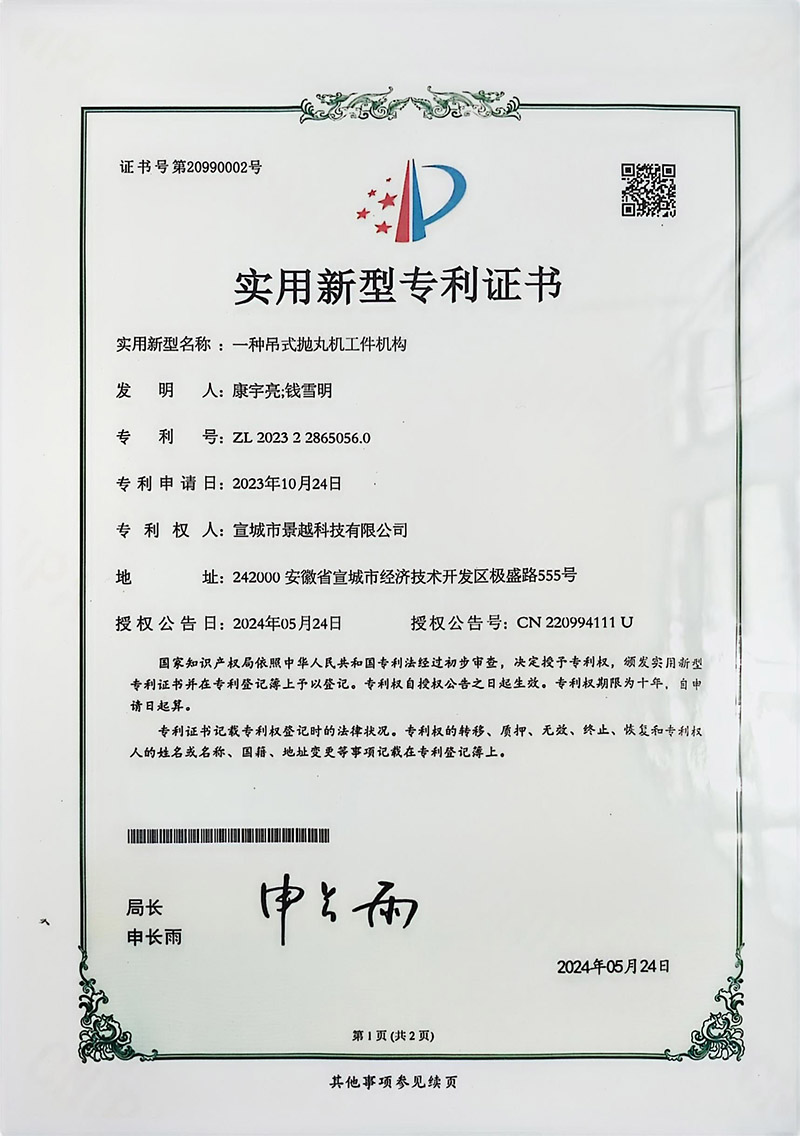 证书号第20990002号
实用新型专利证书
实用新型名称：一种吊式抛丸机工件机构
发明人：康宇亮;钱雪明
专利号：ZL 2023 2 2865056.0
专利申请日：2023年10月24日
专利权人：宣城市景越科技有限公司
地址：242000 安徽省宣城市经济技术开发区极盛路555号
授权公告日：2024年05月24日 授权公告号：CN 220994111 U
国家知识产权局依照中华人民共和国专利法经过初步审查，决定授予专利权，颁发实用新型
专利证书并在专利登记簿上予以登记。专利权自授权公告之日起生效。专利权期限为十年，自申
请日起算。
专利证书记载专利权登记时的法律状况。专利权的转移、质押、无效、终止、恢复和专利权
人的姓名或名称、国籍、地址变更等事项记载在专利登记簿上。
局长
申长雨
申长雨
2024年05月24日
第1页(共2页)
其他事项参见续页